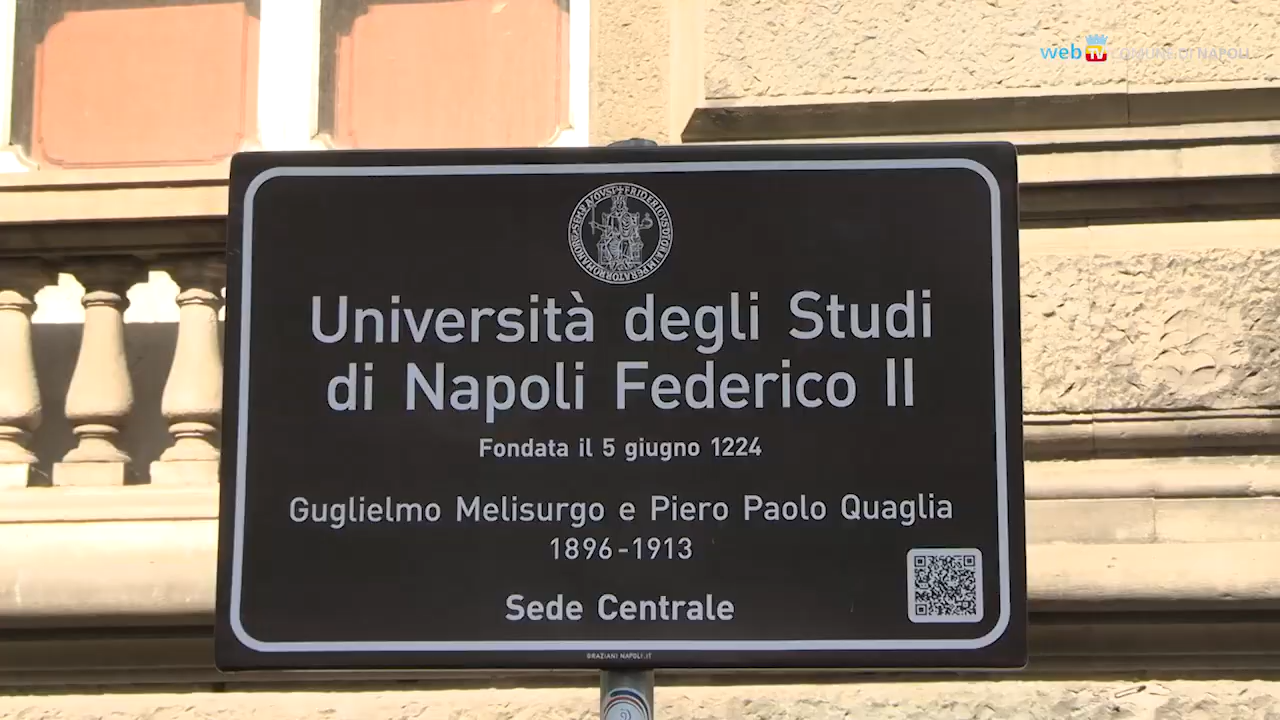 web TV COMUNE DI NAPOLI
Università degli Studi
di Napoli Federico II
Fondata il 5 giugno 1224
Guglielmo Melisurgo e Piero Paolo Quaglia
1896-1913
Sede Centrale
GRAZIANI NAPOLI.IT